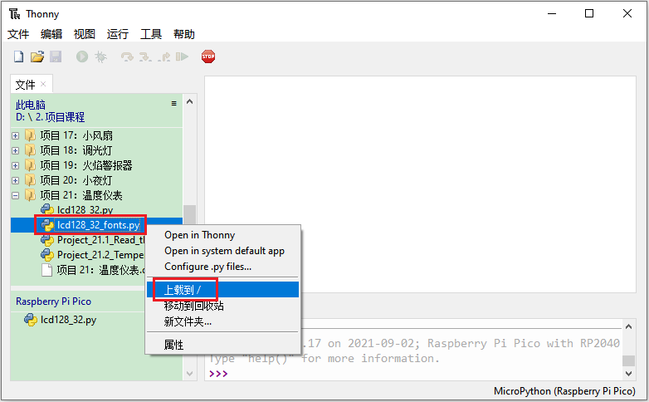 Thonny
文件 编辑 视图 运行 工具 帮助
文件
此电脑
D: \ 2. 项目课程
项目 17：小风扇
项目 18：调光灯
项目 19：火焰警报器
项目 20：小夜灯
项目 21：温度仪表
lcd128_32.py
lcd128_32_fonts.py
Project_21.1_Read_th
Project_21.2_Tempe
项目 21：温度仪表.
Open in Thonny
Open in system default app
Configure .py files...
上载到 /
移动到回收站
新文件夹...
属性
Raspberry Pi Pico
lcd128_32.py
.17 on 2021-09-02; Raspberry Pi Pico with RP2040
Type "help()" for more information.
>>>
MicroPython (Raspberry Pi Pico)